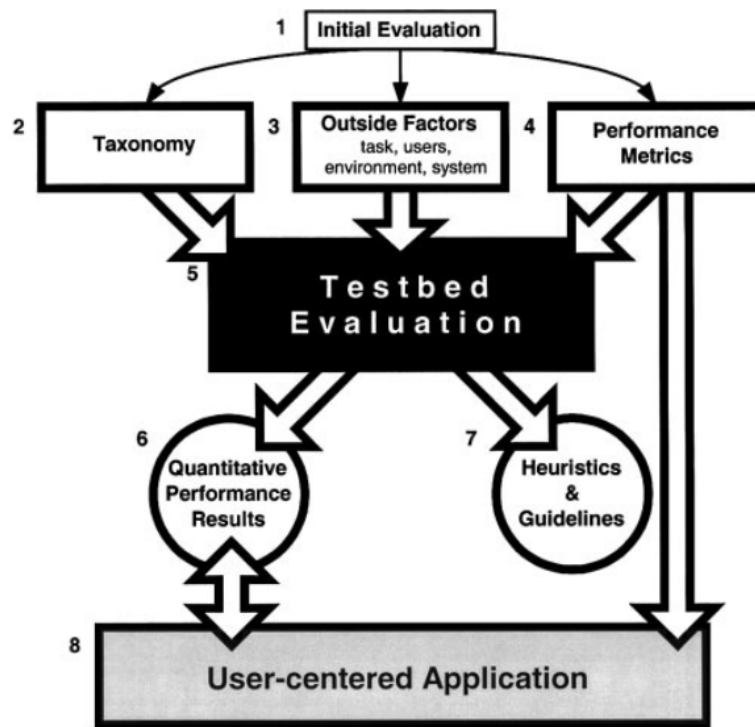 1
Initial Evaluation
2
Taxonomy
3
Outside Factors
task, users,
environment, system
4
Performance
Metrics
5
Testbed
Evaluation
6
Quantitative
Performance
Results
7
Heuristics
&
Guidelines
8
User-centered Application